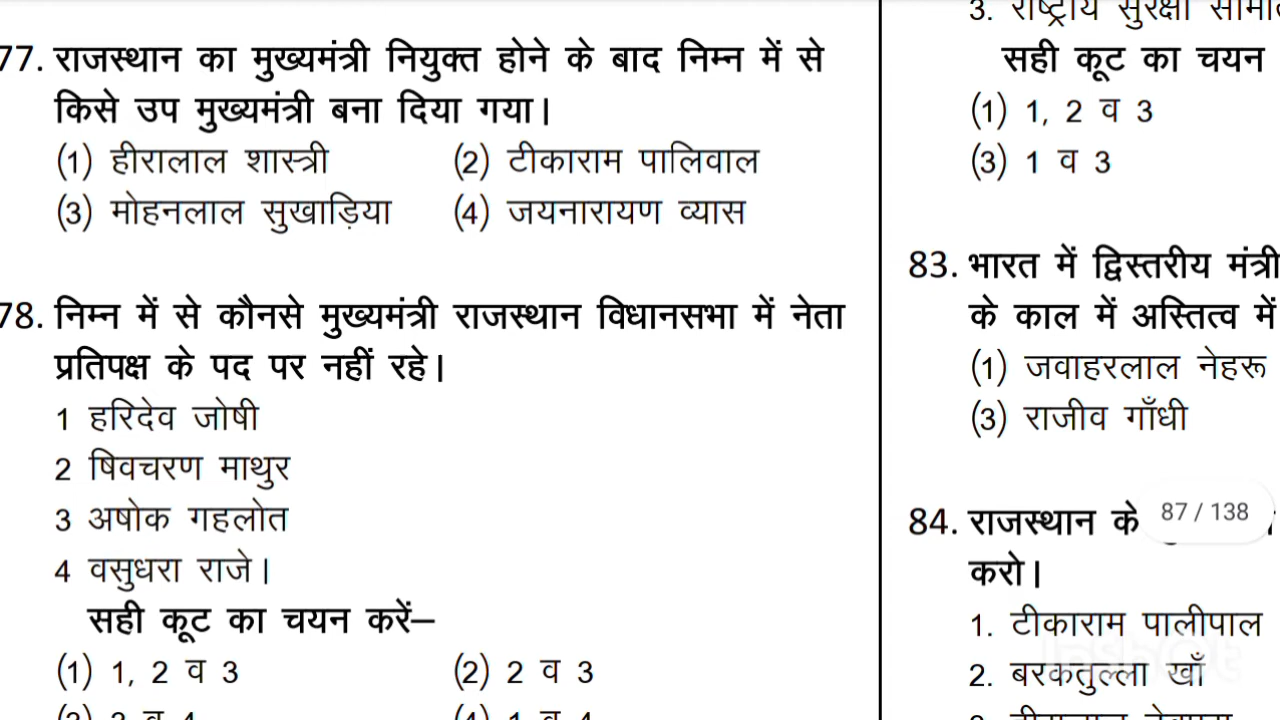 77. राजस्थान का मुख्यमंत्री नियुक्त होने के बाद निम्न में से
किसे उप मुख्यमंत्री बना दिया गया।
(1) हीरालाल शास्त्री (2) टीकाराम पालिवाल
(3) मोहनलाल सुखाड़िया (4) जयनारायण व्यास
78. निम्न में से कौनसे मुख्यमंत्री राजस्थान विधानसभा में नेता
प्रतिपक्ष के पद पर नहीं रहे।
1 हरिदेव जोषी
2 षिवचरण माथुर
3 अषोक गहलोत
4 वसुधरा राजे।
सही कूट का चयन करें–
(1) 1, 2 व 3 (2) 2 व 3
3. राष्ट्रीय सुरक्षा
सही कूट का चयन
(1) 1, 2 व 3
(3) 1 व 3
83. भारत में द्विस्तरीय मंत्री
के काल में अस्तित्व में
(1) जवाहरलाल नेहरू
(3) राजीव गाँधी
84. राजस्थान के
87 / 138
करो।
1. टीकाराम पालीपाल
2. बरकतुल्ला खाँ